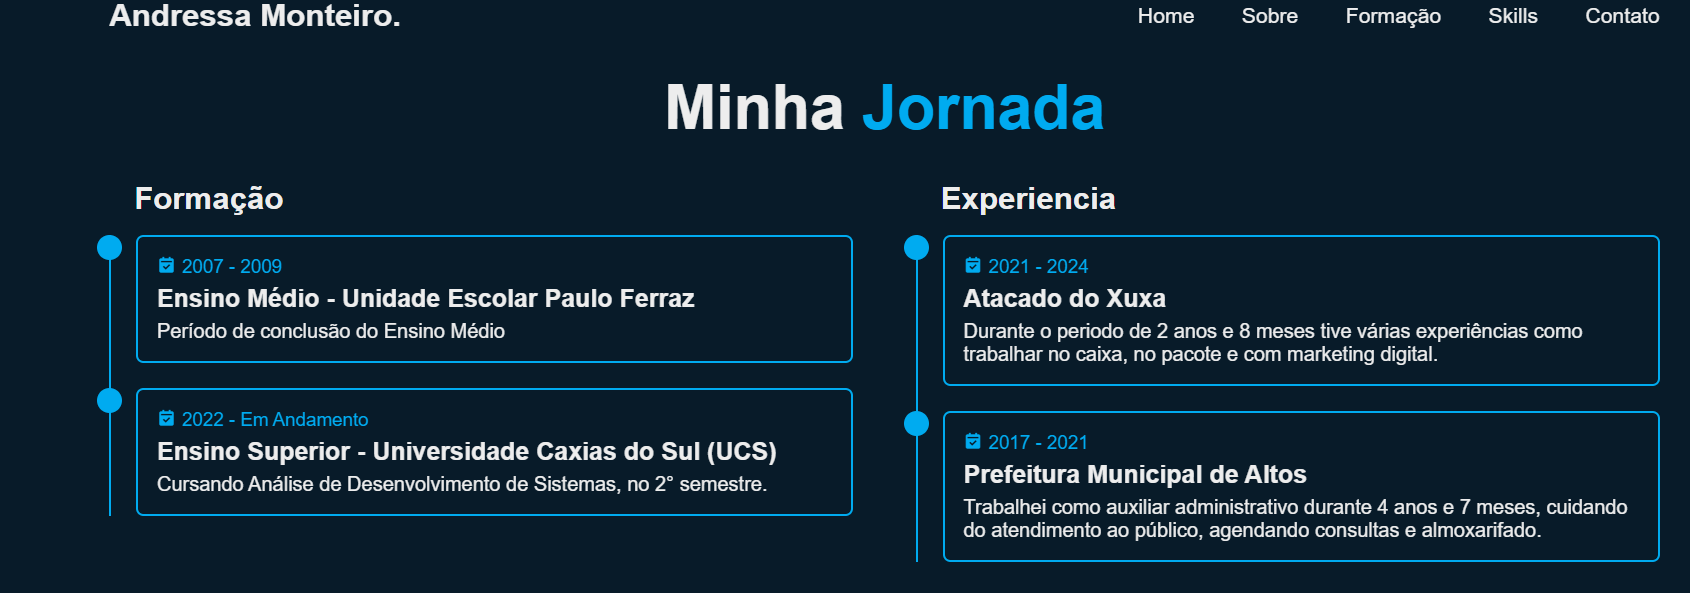 Andressa Monteiro.
Home Sobre Formação Skills Contato
Minha Jornada
Formação
2007 - 2009
Ensino Médio - Unidade Escolar Paulo Ferraz
Período de conclusão do Ensino Médio
2022 - Em Andamento
Ensino Superior - Universidade Caxias do Sul (UCS)
Cursando Análise de Desenvolvimento de Sistemas, no 2° semestre.
Experiencia
2021 - 2024
Atacado do Xuxa
Durante o periodo de 2 anos e 8 meses tive várias experiências como
trabalhar no caixa, no pacote e com marketing digital.
2017 - 2021
Prefeitura Municipal de Altos
Trabalhei como auxiliar administrativo durante 4 anos e 7 meses, cuidando
do atendimento ao público, agendando consultas e almoxarifado.